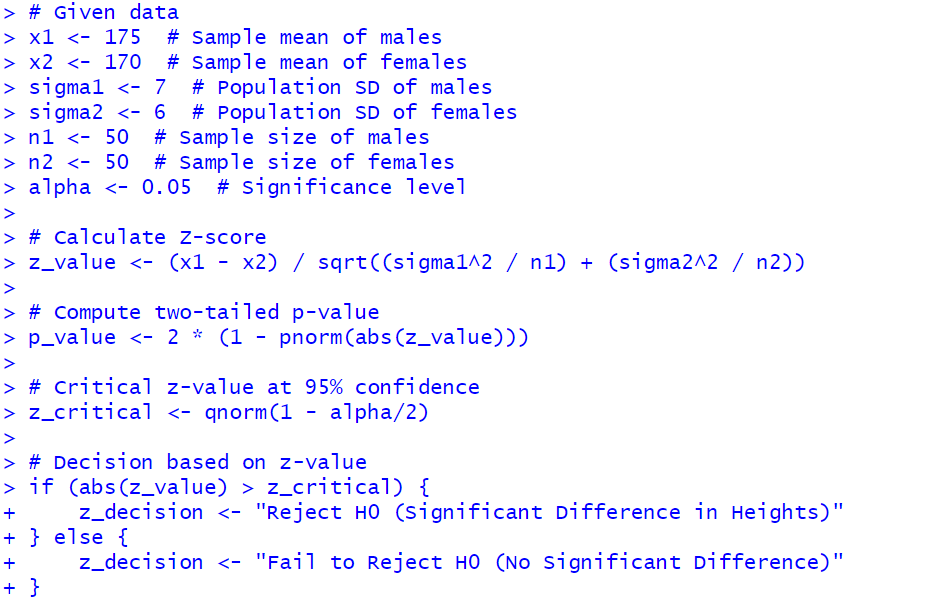 > # Given data
> x1 <- 175  # Sample mean of males
> x2 <- 170  # Sample mean of females
> sigma1 <- 7  # Population SD of males
> sigma2 <- 6  # Population SD of females
> n1 <- 50  # Sample size of males
> n2 <- 50  # Sample size of females
> alpha <- 0.05  # Significance level
>
> # Calculate Z-score
> z_value <- (x1 - x2) / sqrt((sigma1^2 / n1) + (sigma2^2 / n2))
>
> # Compute two-tailed p-value
> p_value <- 2 * (1 - pnorm(abs(z_value)))
>
> # Critical z-value at 95% confidence
> z_critical <- qnorm(1 - alpha/2)
>
> # Decision based on z-value
> if (abs(z_value) > z_critical) {
+     z_decision <- "Reject H0 (Significant Difference in Heights)"
+ } else {
+     z_decision <- "Fail to Reject H0 (No Significant Difference)"
+ }